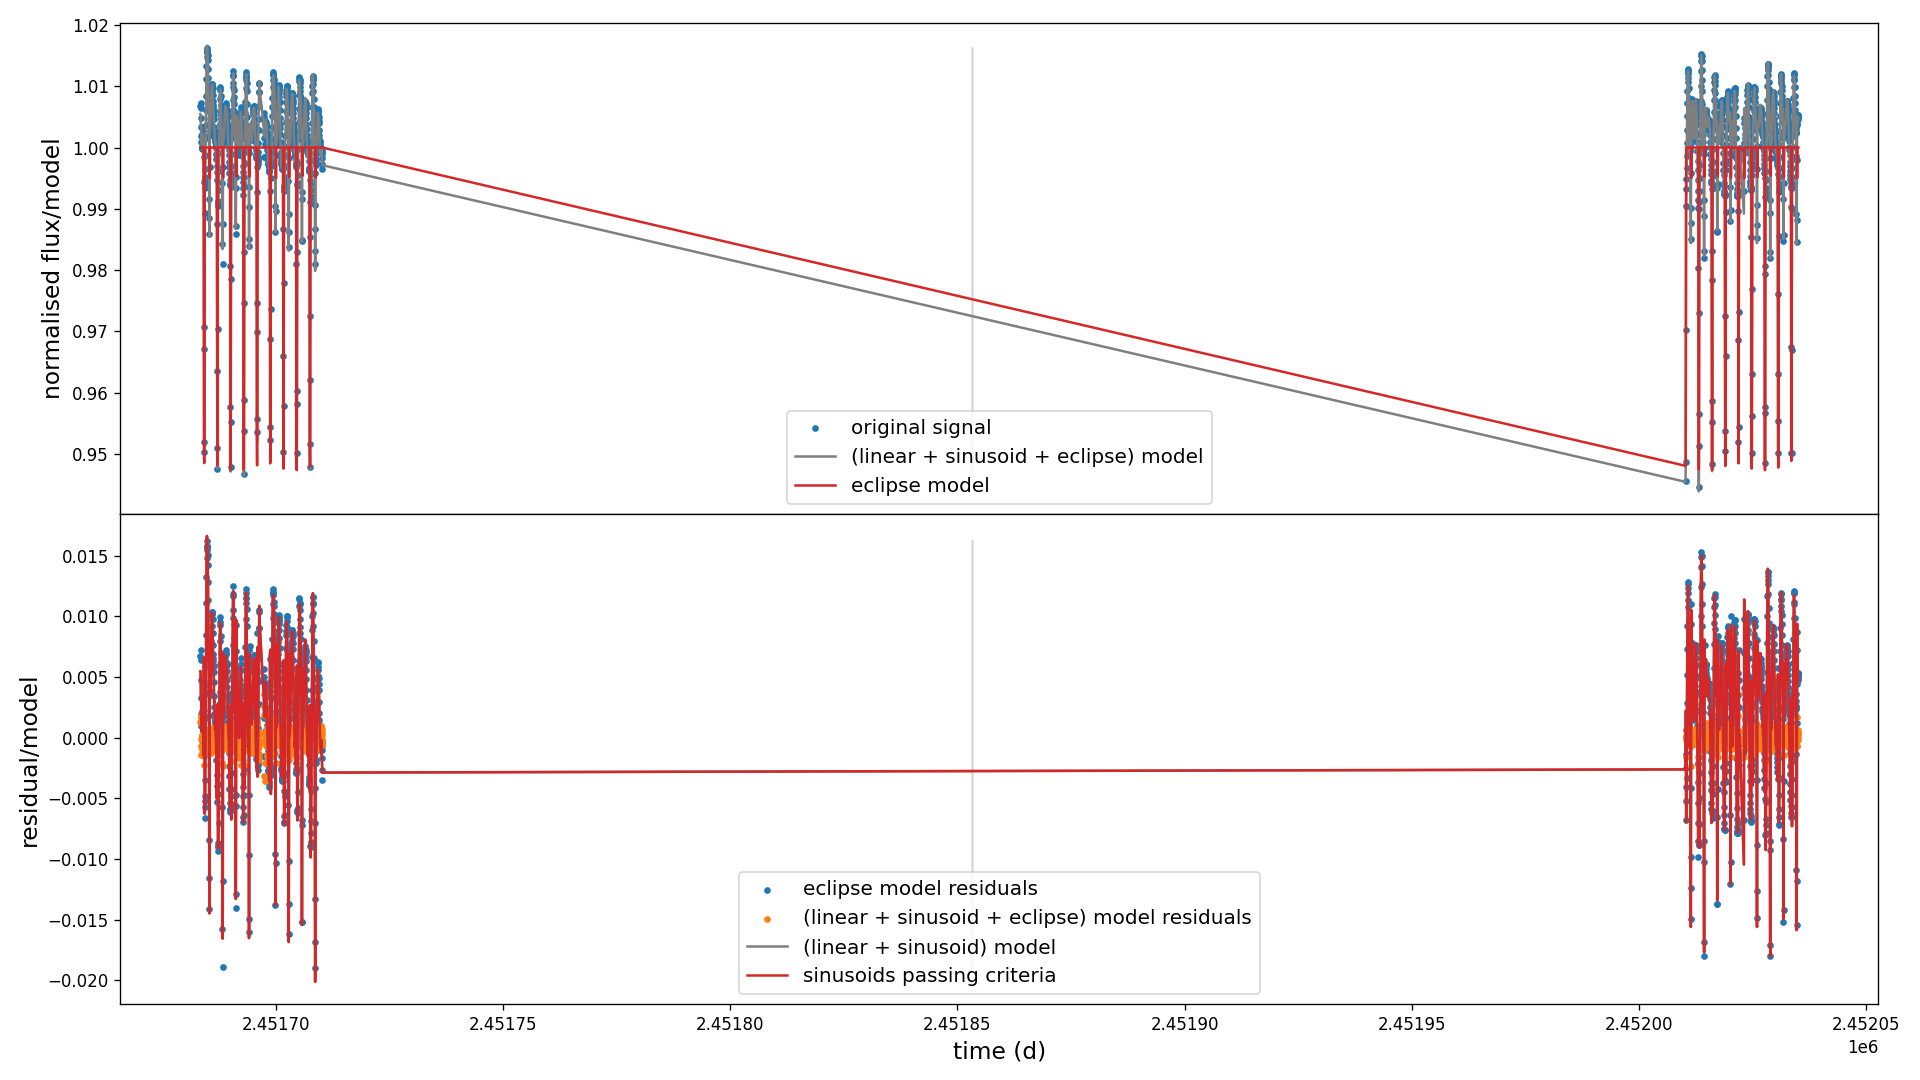 1.02
1.01
1.00
0.99
0.98
0.97
0.96
0.95
normalised flux/model
original signal
(linear + sinusoid + eclipse) model
eclipse model
0.015
0.010
0.005
0.000
−0.005
−0.010
−0.015
−0.020
residual/model
eclipse model residuals
(linear + sinusoid + eclipse) model residuals
(linear + sinusoid) model
sinusoids passing criteria
2.45170 2.45175 2.45180 2.45185 2.45190 2.45195 2.45200 2.45205
1e6
time (d)